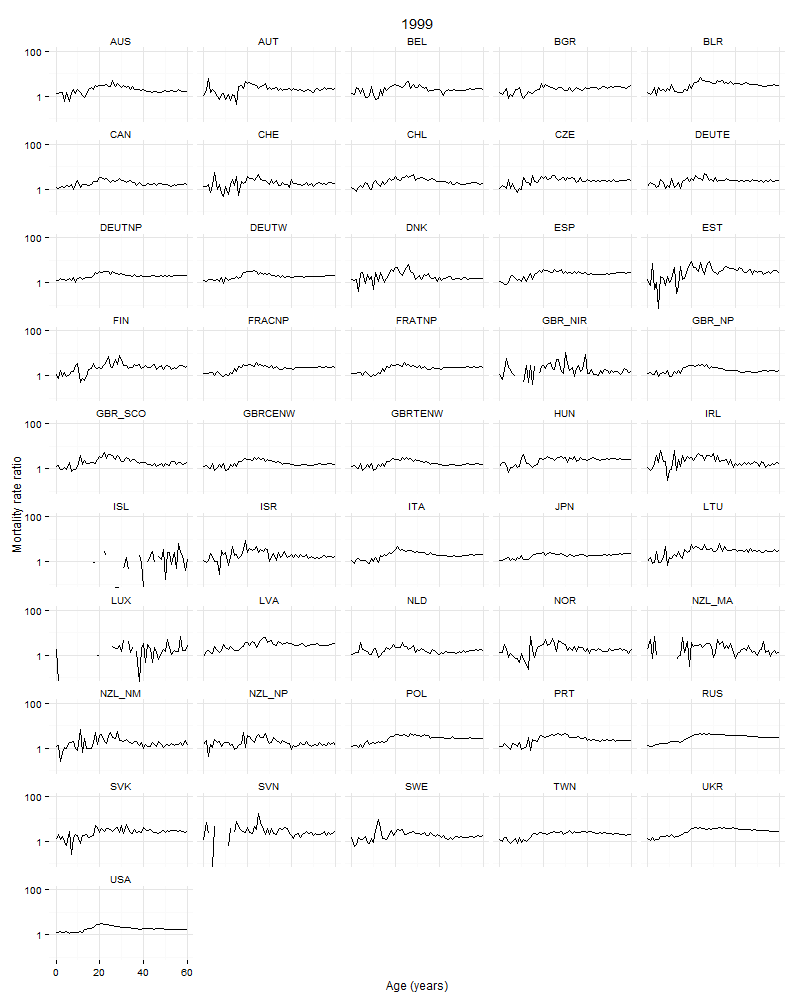 1999
AUS AUT BEL BGR BLR
100
1
CAN CHE CHL CZE DEUTE
100
1
DEUTNP DEUTW DNK ESP EST
100
1
FIN FRACNP FRATNP GBR_NIR GBR_NP
100
1
GBR_SCO GBRCENW GBRTENW HUN IRL
100
1
Mortality rate ratio
ISL ISR ITA JPN LTU
100
1
LUX LVA NLD NOR NZL_MA
100
1
NZL_NM NZL_NP POL PRT RUS
100
1
SVK SVN SWE TWN UKR
100
1
USA
100
1
0 20 40 60
Age (years)